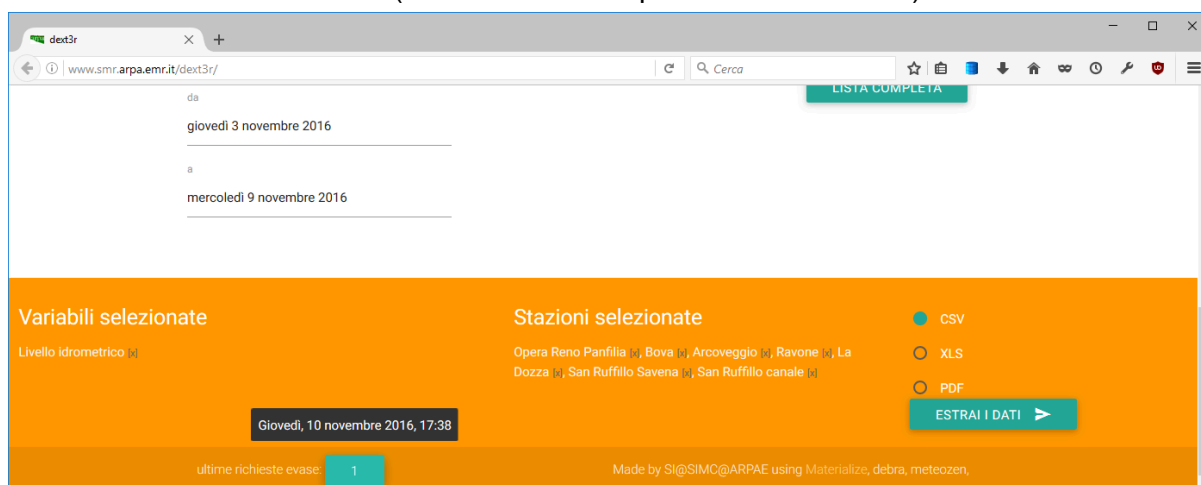 dext3r
www.smr.arpa.emr.it/dext3r/
Cerca
da
LISTA COMPLETA
giovedì 3 novembre 2016
a
mercoledì 9 novembre 2016
Variabili selezionate
Livello idrometrico [x]
Stazioni selezionate
Opera Reno Panfilia [x], Bova [x], Arcoveggio [x], Ravone [x], La
Dozza [x], San Ruffillo Savena [x], San Ruffillo canale [x]
CSV
XLS
PDF
ESTRAI I DATI
Giovedì, 10 novembre 2016, 17:38
ultime richieste evase: 1
Made by SI@SIMC@ARPAE using Materialize, debra, meteozen,